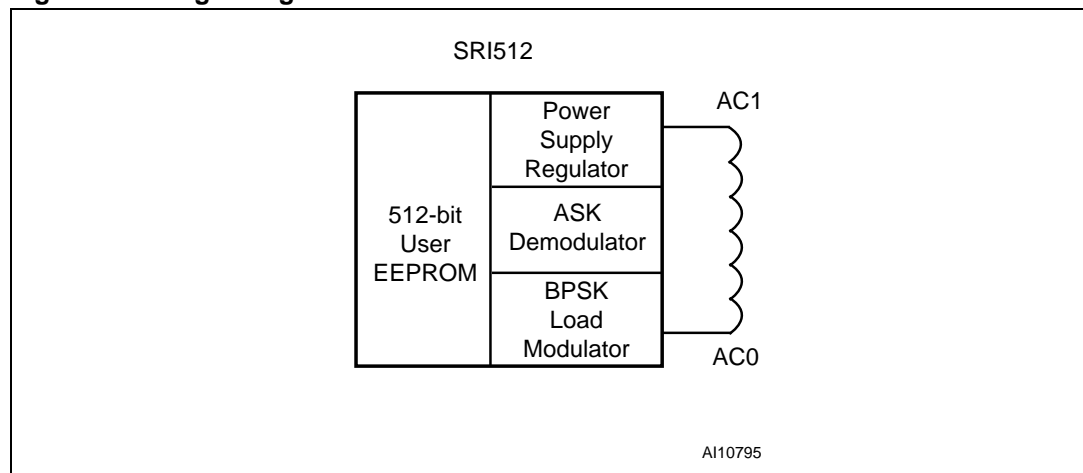 SRI512
AC1
Power
Supply
Regulator
512-bit
User
EEPROM
ASK
Demodulator
BPSK
Load
Modulator
AC0
AI10795